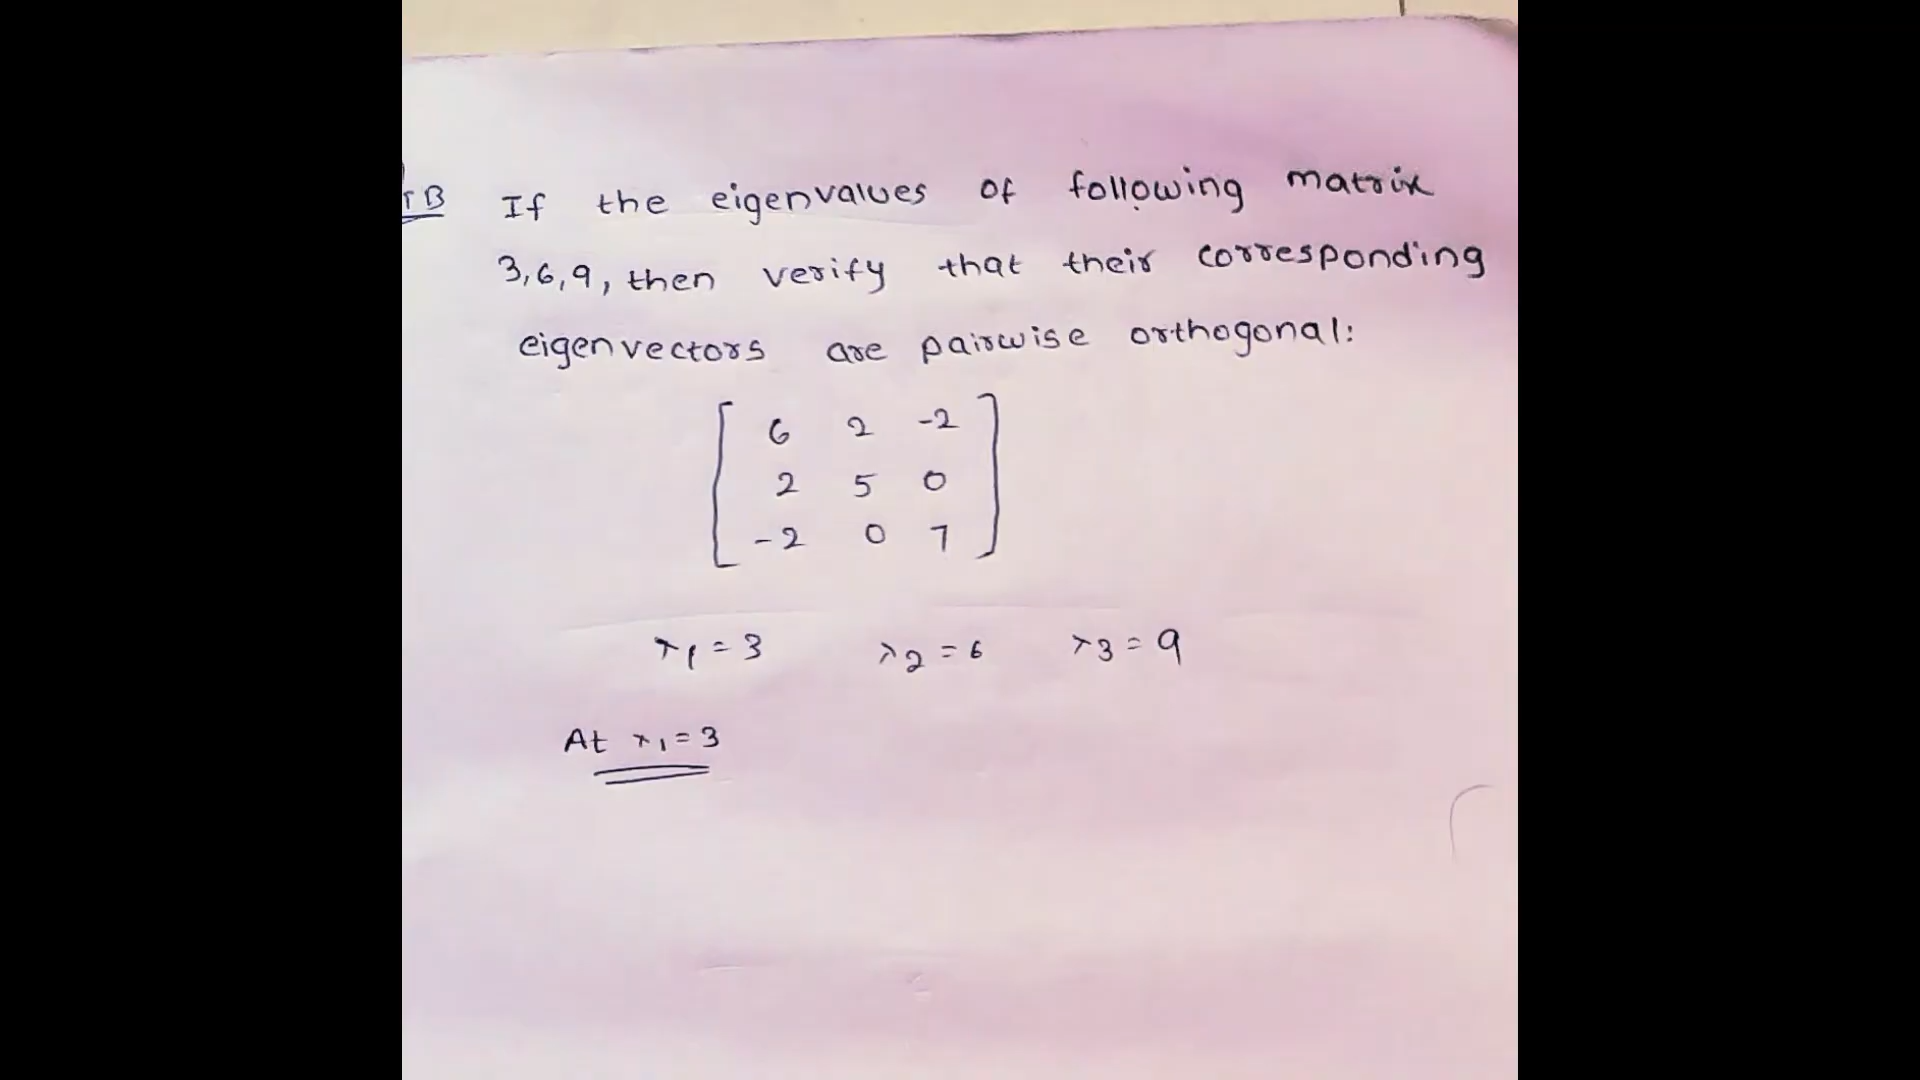 If the eigenvalues of following matrix
3,6,9, then verify that their corresponding
eigenvectors are pairwise orthogonal:
6 2 -2
2 5 0
-2 0 7
λ1 = 3 λ2 = 6 λ3 = 9
At λ1 = 3